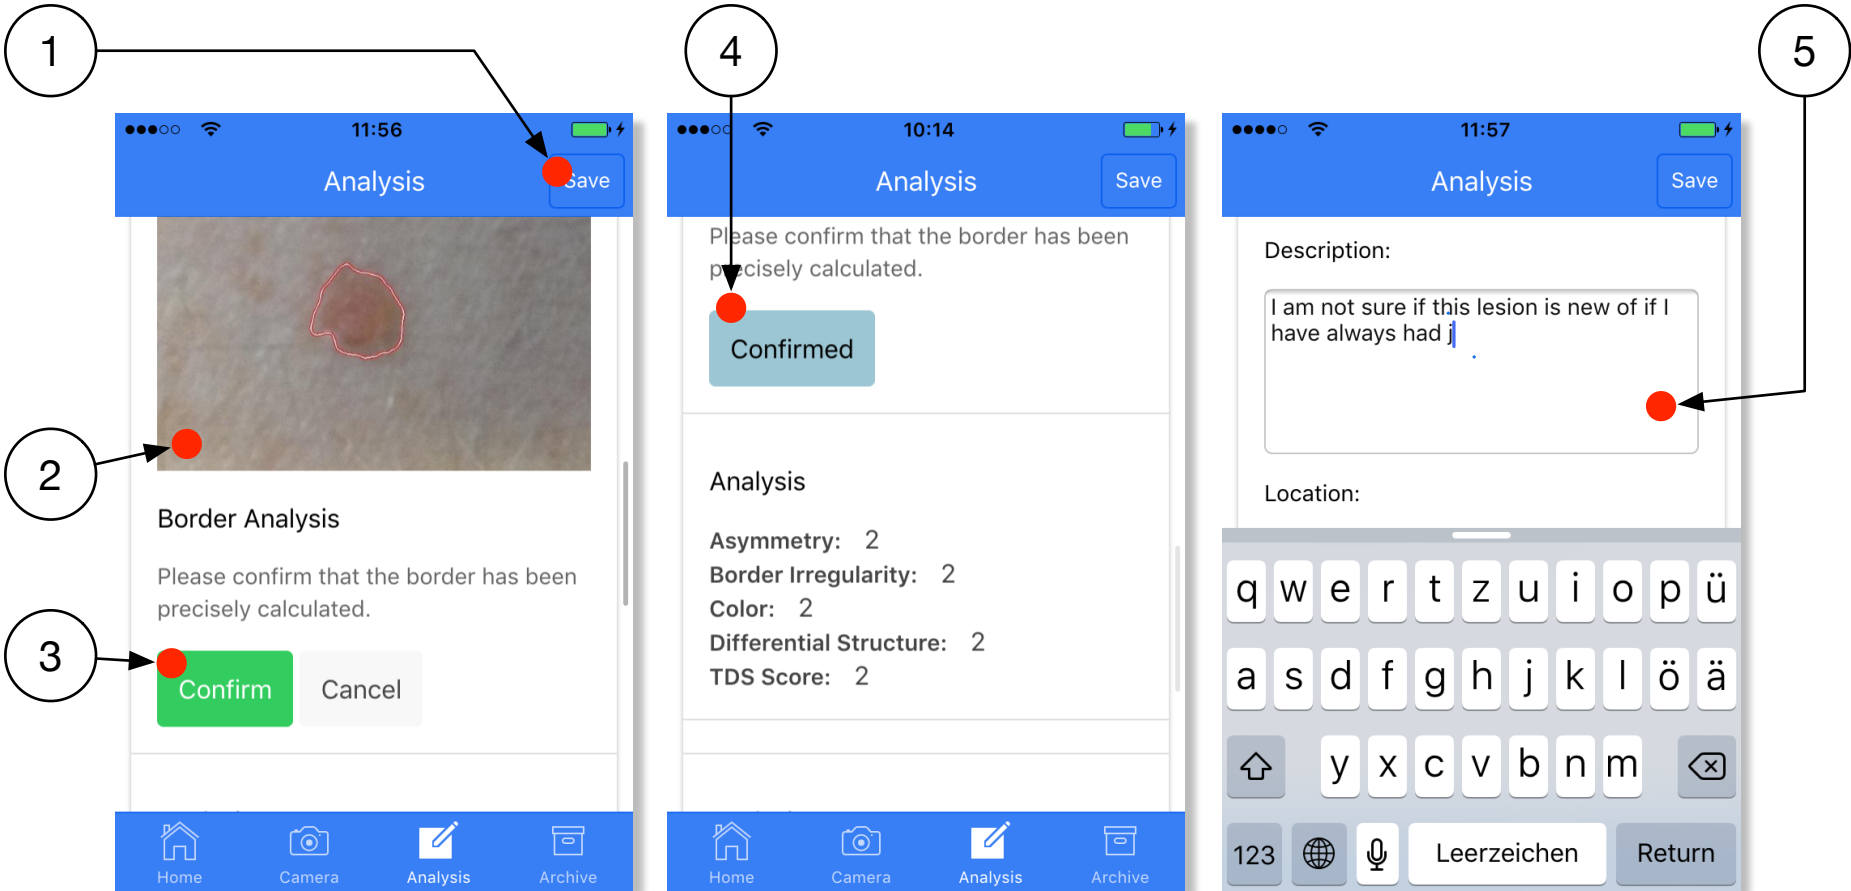 1
4
5
11:56
Analysis
Save
2
Border Analysis
Please confirm that the border has been
precisely calculated.
3
Confirm
Cancel
Home
Camera
Analysis
Archive
10:14
Analysis
Save
Please confirm that the border has been
precisely calculated.
Confirmed
Analysis
Asymmetry: 2
Border Irregularity: 2
Color: 2
Differential Structure: 2
TDS Score: 2
Home
Camera
Analysis
Archive
11:57
Analysis
Save
Description:
I am not sure if this lesion is new of if I
have always had j
Location:
q w e r t z u i o p ü
a s d f g h j k l ö ä
y x c v b n m
123
Leerzeichen
Return